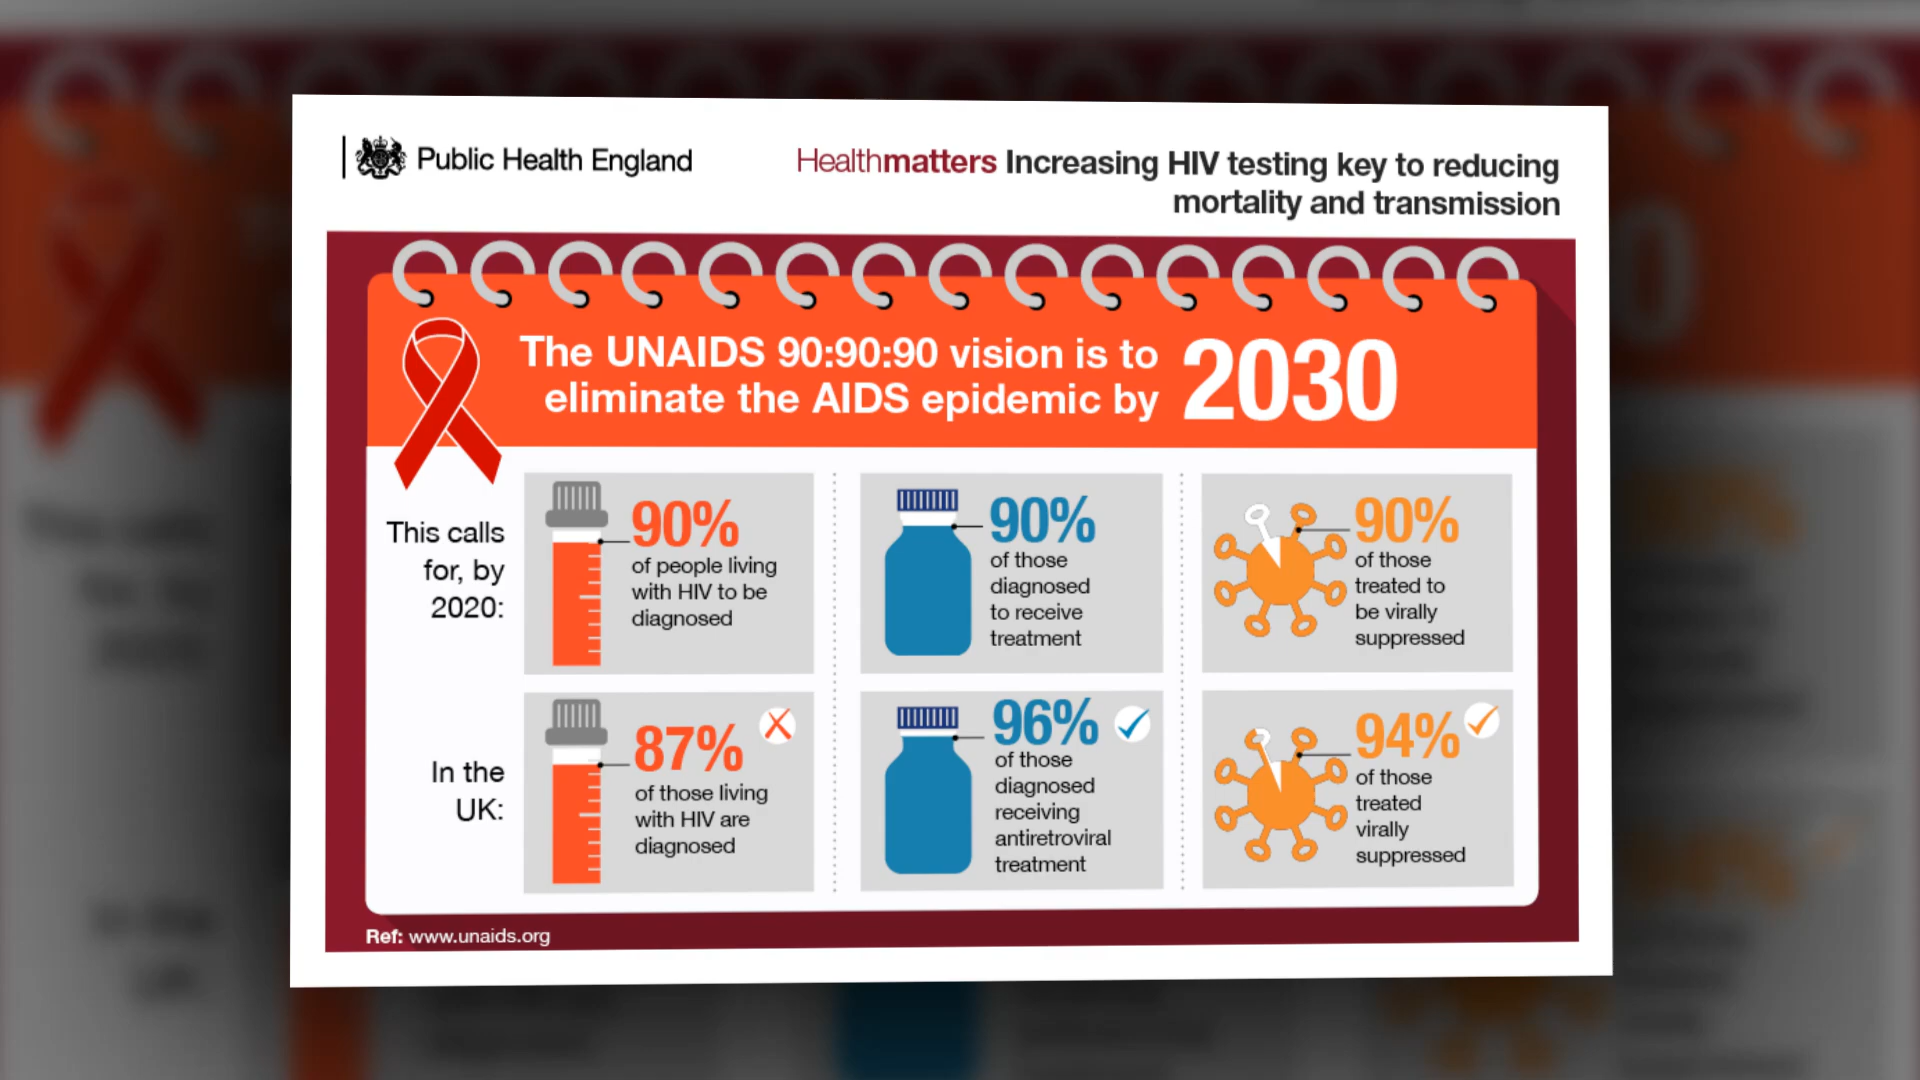 Public Health England
Healthmatters Increasing HIV testing key to reducing
mortality and transmission
The UNAIDS 90:90:90 vision is to
eliminate the AIDS epidemic by
2030
This calls
for, by
2020:
90%
of people living
with HIV to be
diagnosed
90%
of those
diagnosed
to receive
treatment
90%
of those
treated to
be virally
suppressed
In the
UK:
87%
of those living
with HIV are
diagnosed
96%
of those
diagnosed
receiving
antiretroviral
treatment
94%
of those
treated
virally
suppressed
Ref: www.unaids.org